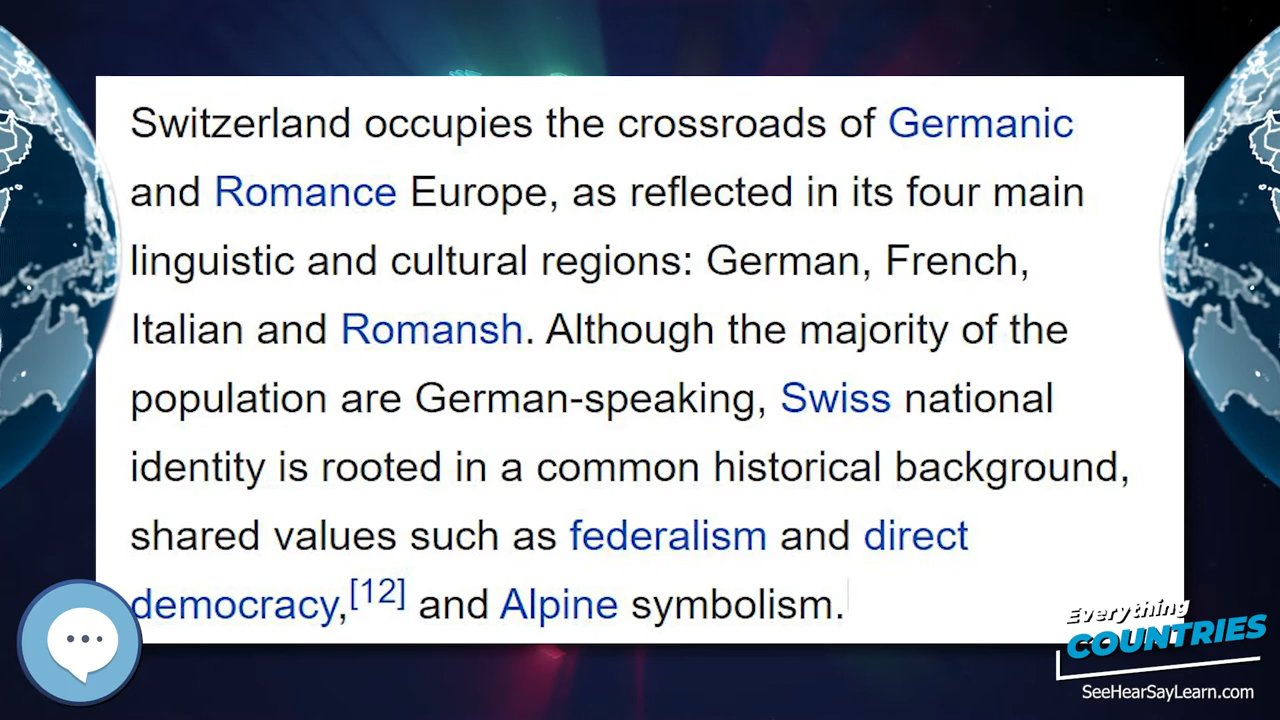 Switzerland occupies the crossroads of Germanic
and Romance Europe, as reflected in its four main
linguistic and cultural regions: German, French,
Italian and Romansh. Although the majority of the
population are German-speaking, Swiss national
identity is rooted in a common historical background,
shared values such as federalism and direct
democracy,[12] and Alpine symbolism.
Everything
COUNTRIES
SeeHearSayLearn.com